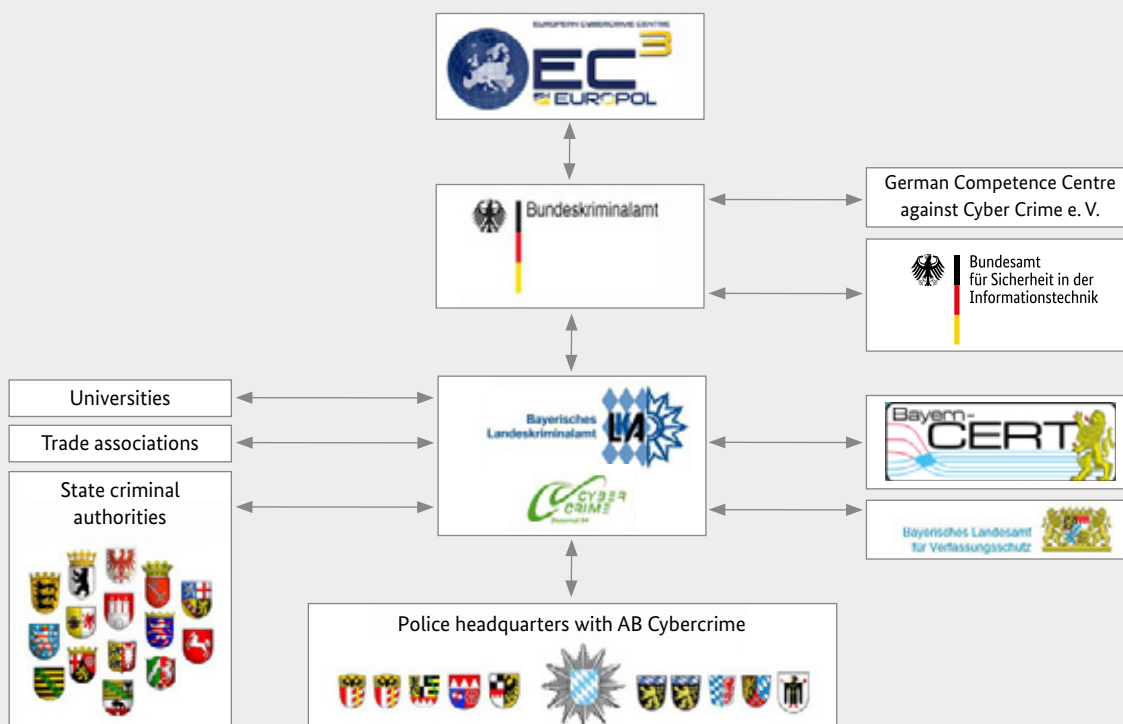 EUROPEAN CYBERCRIME CENTRE
EC3
EUROPOL
Bundeskriminalamt
German Competence Centre
against Cyber Crime e. V.
Bundesamt
für Sicherheit in der
Informationstechnik
Universities
Trade associations
State criminal
authorities
Bayerisches
Landeskriminalamt
LKA
CYBER
CRIME
Bayern-
CERT
Bayerisches Landesamt
für Verfassungsschutz
Police headquarters with AB Cybercrime